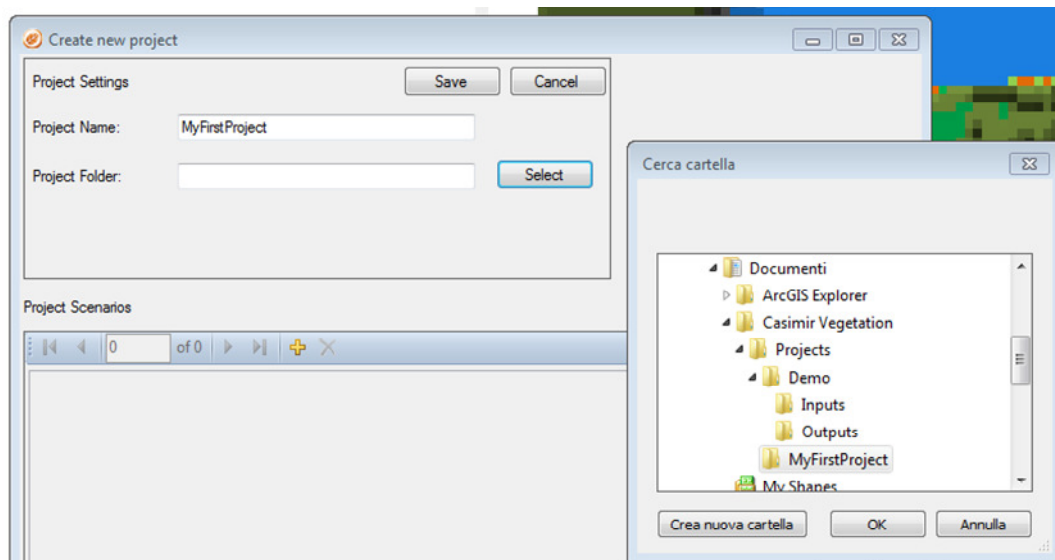 Create new project
Project Settings
Save
Cancel
Project Name:
MyFirstProject
Project Folder:
Select
Project Scenarios
0
of 0
Cerca cartella
Documenti
ArcGIS Explorer
Casimir Vegetation
Projects
Demo
Inputs
Outputs
MyFirstProject
My Shapes
Crea nuova cartella
OK
Annulla